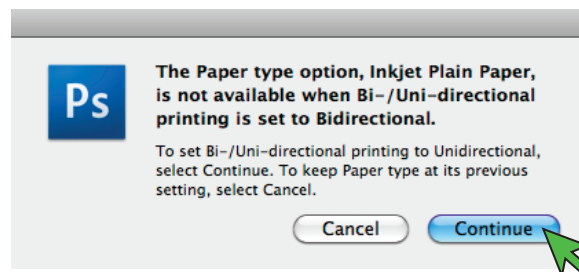 Ps
The Paper type option, Inkjet Plain Paper,
is not available when Bi-/Uni-directional
printing is set to Bidirectional.
To set Bi-/Uni-directional printing to Unidirectional,
select Continue. To keep Paper type at its previous
setting, select Cancel.
Cancel Continue